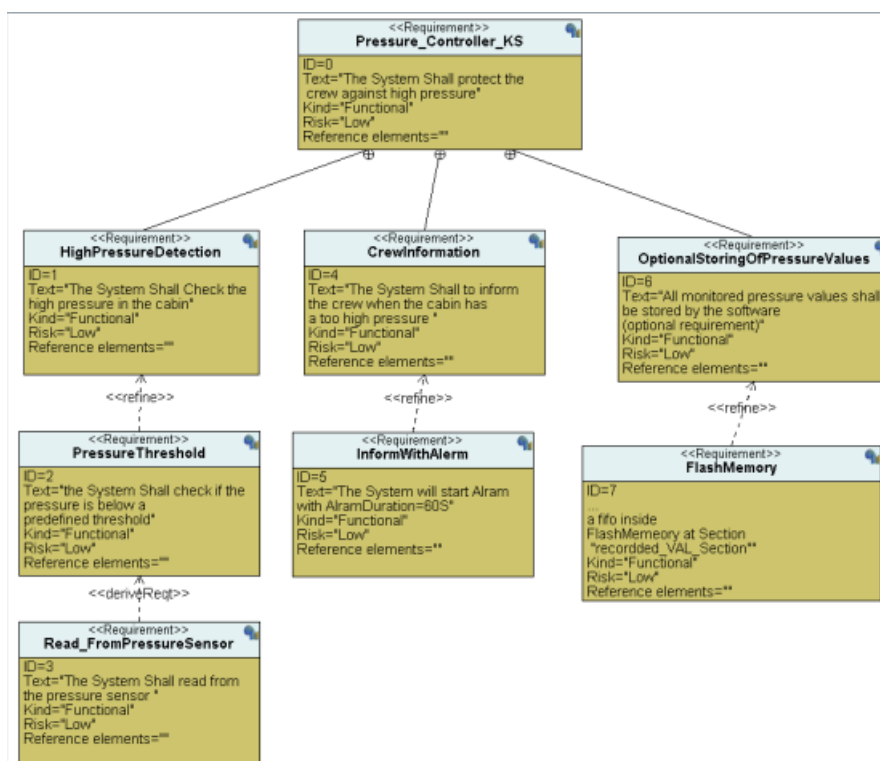 <<Requirement>>
Pressure_Controller_KS
ID=0
Text="The System Shall protect the
crew against high pressure"
Kind="Functional"
Risk="Low"
Reference elements=""
<<Requirement>>
HighPressureDetection
ID=1
Text="The System Shall Check the
high pressure in the cabin"
Kind="Functional"
Risk="Low"
Reference elements=""
<<Requirement>>
CrewInformation
ID=4
Text="The System Shall to inform
the crew when the cabin has
a too high pressure "
Kind="Functional"
Risk="Low"
Reference elements=""
<<Requirement>>
OptionalStoringOfPressureValues
ID=6
Text="All monitored pressure values shall
be stored by the software
(optional requirement)"
Kind="Functional"
Risk="Low"
Reference elements=""
<<refine>>
<<refine>>
<<refine>>
<<Requirement>>
PressureThreshold
ID=2
Text="the System Shall check if the
pressure is below a
predefined threshold"
Kind="Functional"
Risk="Low"
Reference elements=""
<<Requirement>>
InformWithAlerm
ID=5
Text="The System will start Alram
with AlramDuration=60S"
Kind="Functional"
Risk="Low"
Reference elements=""
<<Requirement>>
FlashMemory
ID=7
...
a fifo inside
FlashMemeory at Section
"recordded_VAL_Section""
Kind="Functional"
Risk="Low"
Reference elements=""
<<deriveReqt>>
<<Requirement>>
Read_FromPressureSensor
ID=3
Text="The System Shall read from
the pressure sensor "
Kind="Functional"
Risk="Low"
Reference elements=""